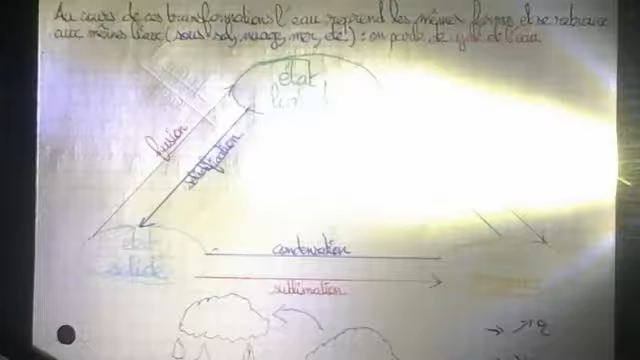 Au cours de ces transformations l'eau reprend les mêmes formes et se retrouve
aux mêmes lieux (sous-sol, nuage, mer, etc) : on parle de cycle de l'eau
état
fusion
solidification
état
solide
condensation
sublimation